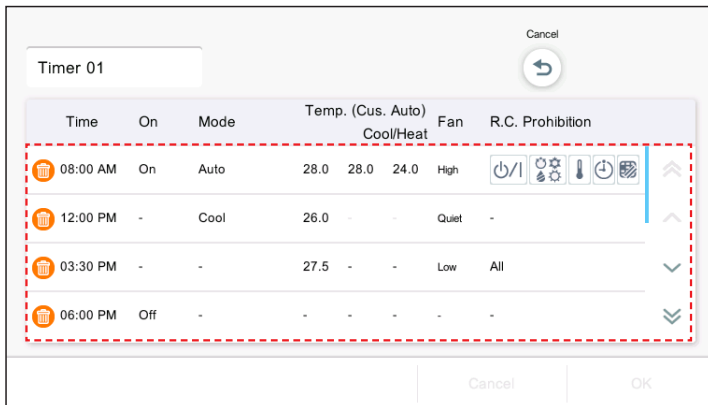 Cancel
Timer 01
Time On Mode Temp. (Cus. Auto) Cool/Heat Fan R.C. Prohibition
08:00 AM On Auto 28.0 28.0 24.0 High
12:00 PM - Cool 26.0 - - Quiet -
03:30 PM - - 27.5 - - Low All
06:00 PM Off - - - - - -
Cancel OK